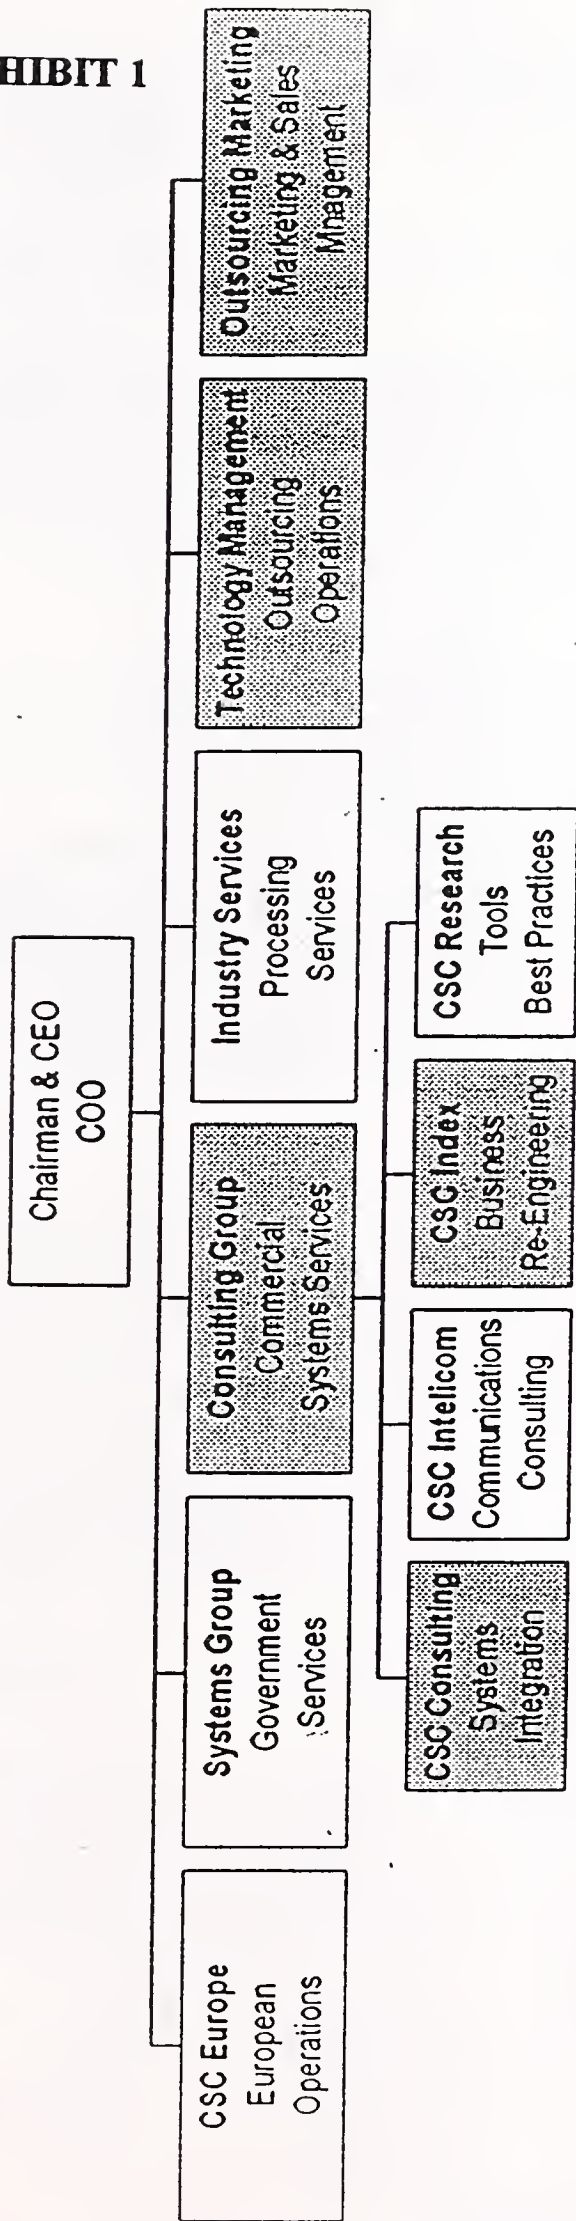 HIBIT 1
Chairman & CEO
COO
CSC Europe
European
Operations
Systems Group
Government
Services
Consulting Group
Commercial
Systems Services
Industry Services
Processing
Services
Technology Management
Outsourcing
Operations
Outsourcing Marketing
Marketing & Sales
Mnagement
CSC Consulting
Systems
Integration
CSC Intelicom
Communications
Consulting
CSC Index
Business
Re-Engineering
CSC Research
Tools
Best Practices